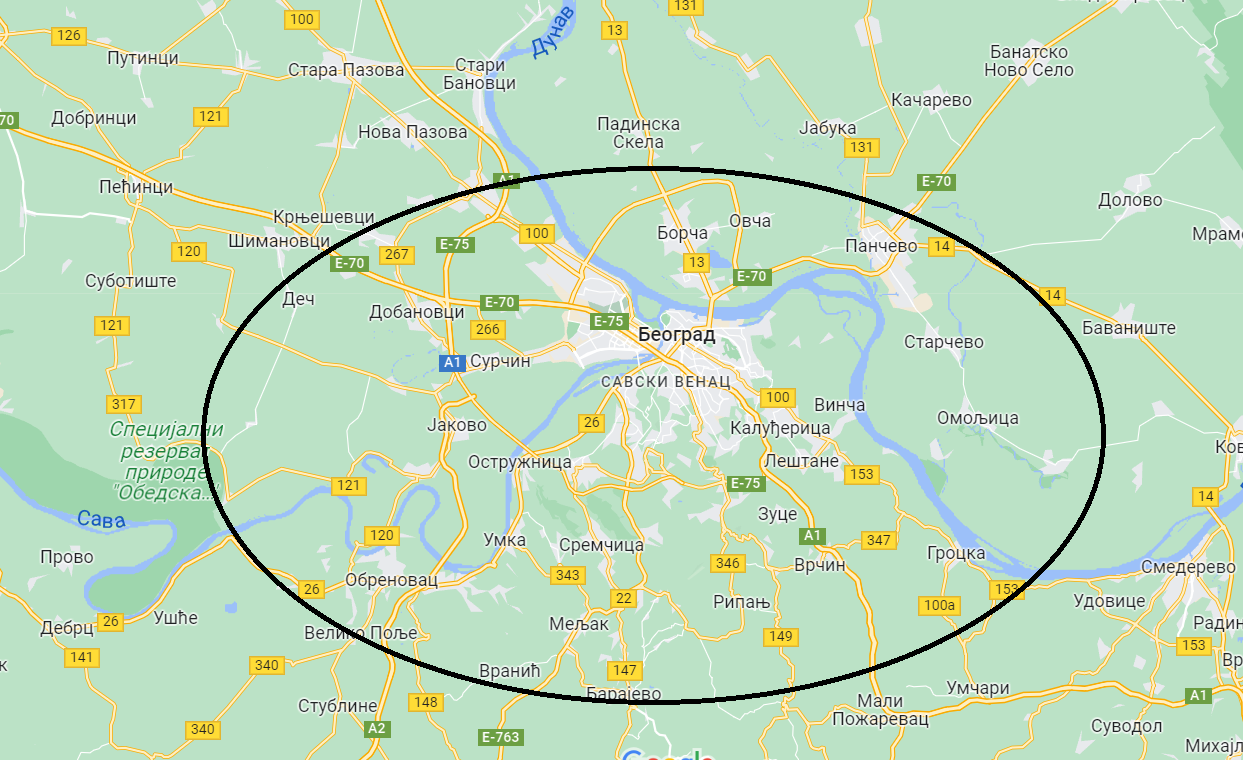 100
131
126
13
Дунав
Путинци
Стара Пазова
Стари
Бановци
Банатско
Ново Село
Качарево
70
Добринци
121
Нова Пазова
Падинска
Скела
Јабука
131
Пећинци
A1
E-70
Долово
Крњешевци
Шимановци
120
267
E-75
100
Борча
Овча
Панчево
14
Мрамо
E-70
13
E-70
Суботиште
Деч
E-70
14
Добановци
266
E-75
Београд
121
Баваниште
Старчево
A1
Сурчин
САВСКИ ВЕНАЦ
317
100
Винча
Специјални
резерват
природе
"Обедска...
Јаково
26
Калуђерица
Омољица
Ков
Остружница
Лештане
153
121
E-75
14
Сава
Зуце
120
Умка
Сремчица
A1
347
Прово
Гроцка
Обреновац
343
346
Врчин
Смедерево
26
153
22
Рипањ
100a
Удовице
Ушће
26
Дебрц
Велико Поље
Мељак
149
Радин
141
340
Вранић
147
153
к
Вр
Барајево
Умчари
A1
Стублине
148
Мали
Пожаревац
340
A2
E-763
Суводол
Михајл
Google